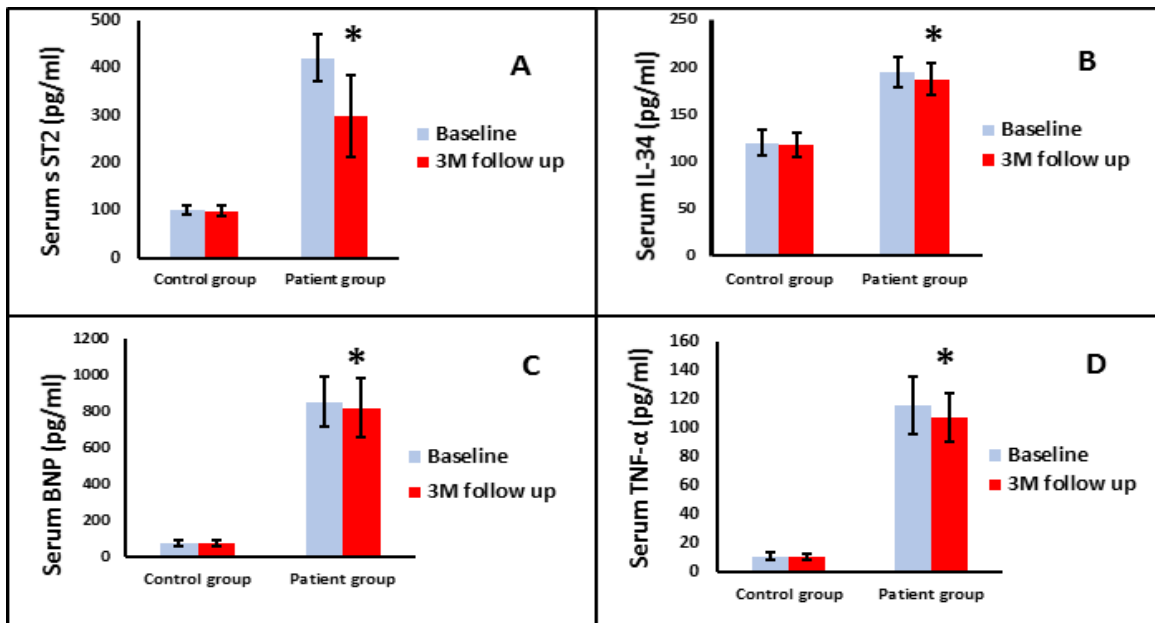 Serum s ST2 (pg/ml)
500
400
300
200
100
0
*
A
Baseline
3M follow up
Control group
Patient group
Serum IL-34 (pg/ml)
250
200
150
100
50
0
*
B
Baseline
3M follow up
Control group
Patient group
Serum BNP (pg/ml)
1200
1000
800
600
400
200
0
*
C
Baseline
3M follow up
Control group
Patient group
Serum TNF-α (pg/ml)
160
140
120
100
80
60
40
20
0
*
D
Baseline
3M follow up
Control group
Patient group